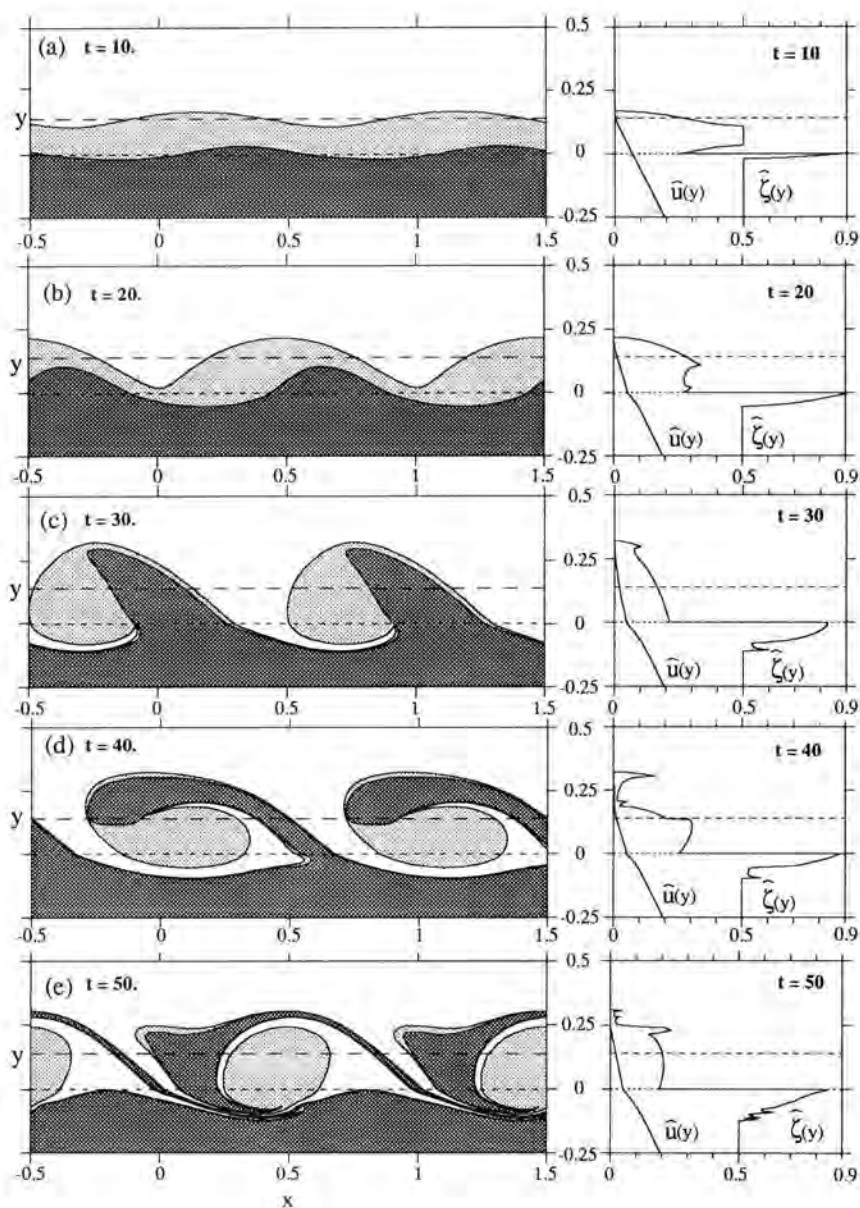 (a) t = 10.
0.5
t = 10
0.25
y
0
û(y)
ζ̂(y)
-0.25
-0.5 0 0.5 1 1.5
0 0.5 0.9
(b) t = 20.
0.5
t = 20
0.25
y
0
û(y)
ζ̂(y)
-0.25
-0.5 0 0.5 1 1.5
0 0.5 0.9
(c) t = 30.
0.5
t = 30
0.25
y
0
û(y)
ζ̂(y)
-0.25
-0.5 0 0.5 1 1.5
0 0.5 0.9
(d) t = 40.
0.5
t = 40
0.25
y
0
û(y)
ζ̂(y)
-0.25
-0.5 0 0.5 1 1.5
0 0.5 0.9
(e) t = 50.
0.5
t = 50
0.25
y
0
û(y)
ζ̂(y)
-0.25
-0.5 0 0.5 1 1.5
0 0.5 0.9
x